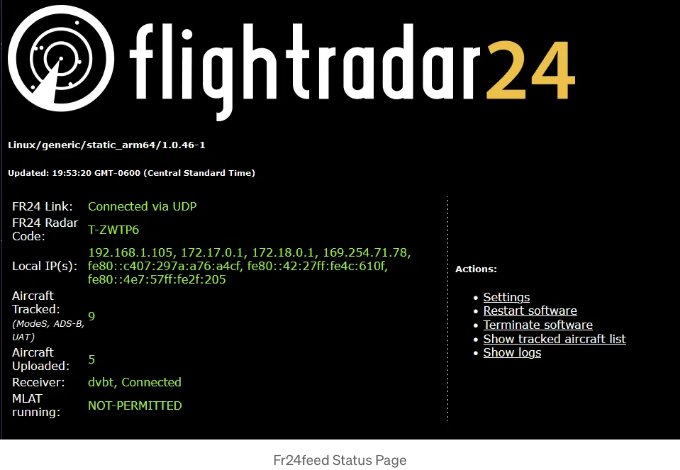 flightradar24
Linux/generic/static_arm64/1.0.46-1
Updated: 19:53:20 GMT-0600 (Central Standard Time)
FR24 Link: Connected via UDP
FR24 Radar
Code: T-ZWTP6
Local IP(s): 192.168.1.105, 172.17.0.1, 172.18.0.1, 169.254.71.78,
fe80::c407:297a:a76:a4cf, fe80::42:27ff:fe4c:610f,
fe80::4e7:57ff:fe2f:205
Aircraft
Tracked: 9
(ModeS, ADS-B,
UAT)
Aircraft
Uploaded: 5
Receiver: dvbt, Connected
MLAT
running: NOT-PERMITTED
Actions:
Settings
Restart software
Terminate software
Show tracked aircraft list
Show logs
Fr24feed Status Page